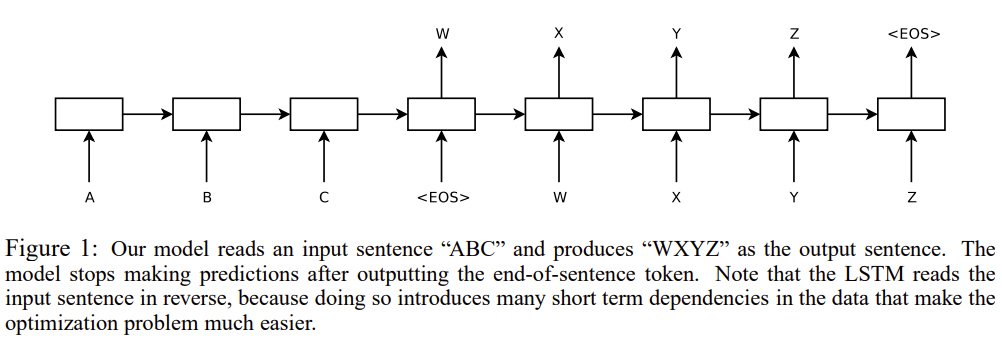 W X Y Z <EOS>
A B C <EOS> W X Y Z
Figure 1: Our model reads an input sentence “ABC” and produces “WXYZ” as the output sentence. The
model stops making predictions after outputting the end-of-sentence token. Note that the LSTM reads the
input sentence in reverse, because doing so introduces many short term dependencies in the data that make the
optimization problem much easier.